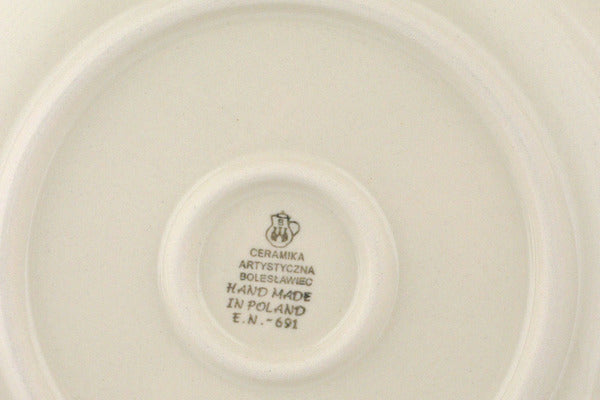 B
CERAMIKA
ARTYSTYCZNA
BOLESŁAWIEC
HAND MADE
IN POLAND
E.N.-691